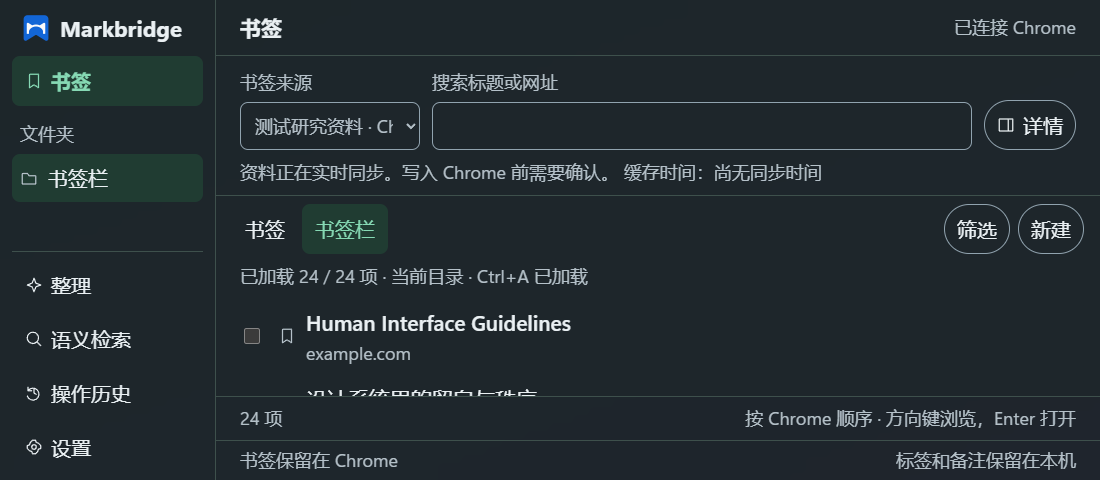 Markbridge
书签
文件夹
书签栏
整理
语义检索
操作历史
设置
书签
已连接 Chrome
书签来源
搜索标题或网址
测试研究资料 · Ch
详情
资料正在实时同步。写入 Chrome 前需要确认。 缓存时间：尚无同步时间
书签
书签栏
筛选
新建
已加载 24 / 24 项 · 当前目录 · Ctrl+A 已加载
Human Interface Guidelines
example.com
24 项
按 Chrome 顺序 · 方向键浏览，Enter 打开
书签保留在 Chrome
标签和备注保留在本机